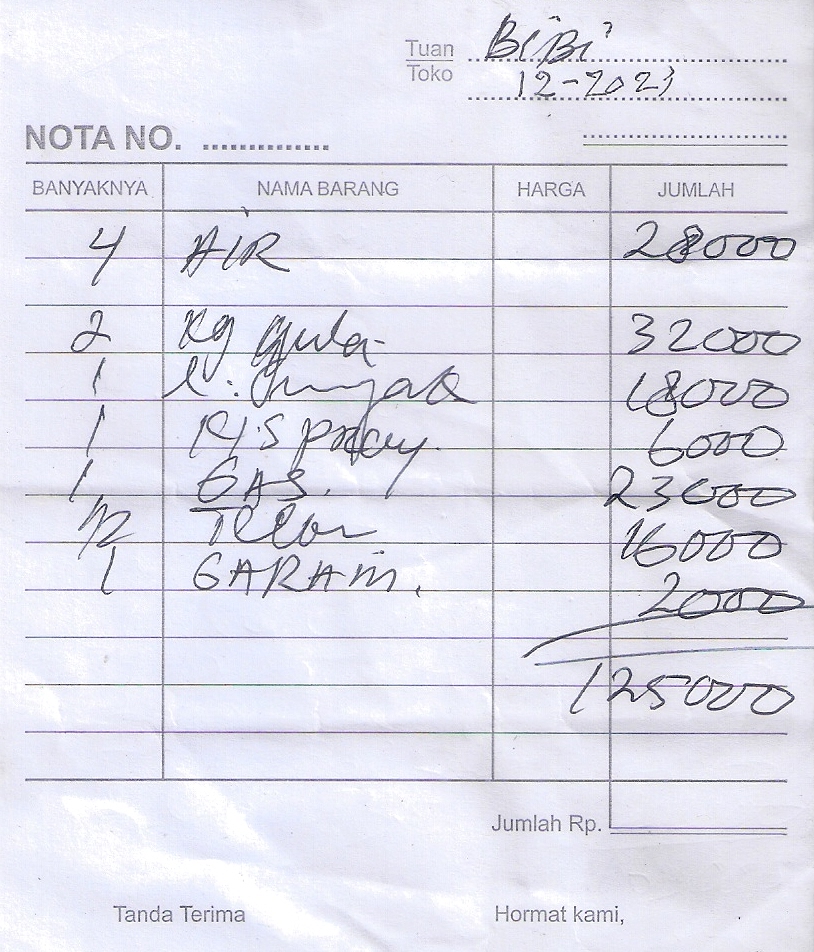 Tuan BiBi
Toko 12-2023
NOTA NO. ..............
BANYAKNYA NAMA BARANG HARGA JUMLAH
4 AIR 28000
2 Kg gula 32000
1 18000
1 6000
1 GAS. 23000
1/2 Telor 16000
1 GARAM. 2000
125000
Jumlah Rp.
Tanda Terima Hormat kami,